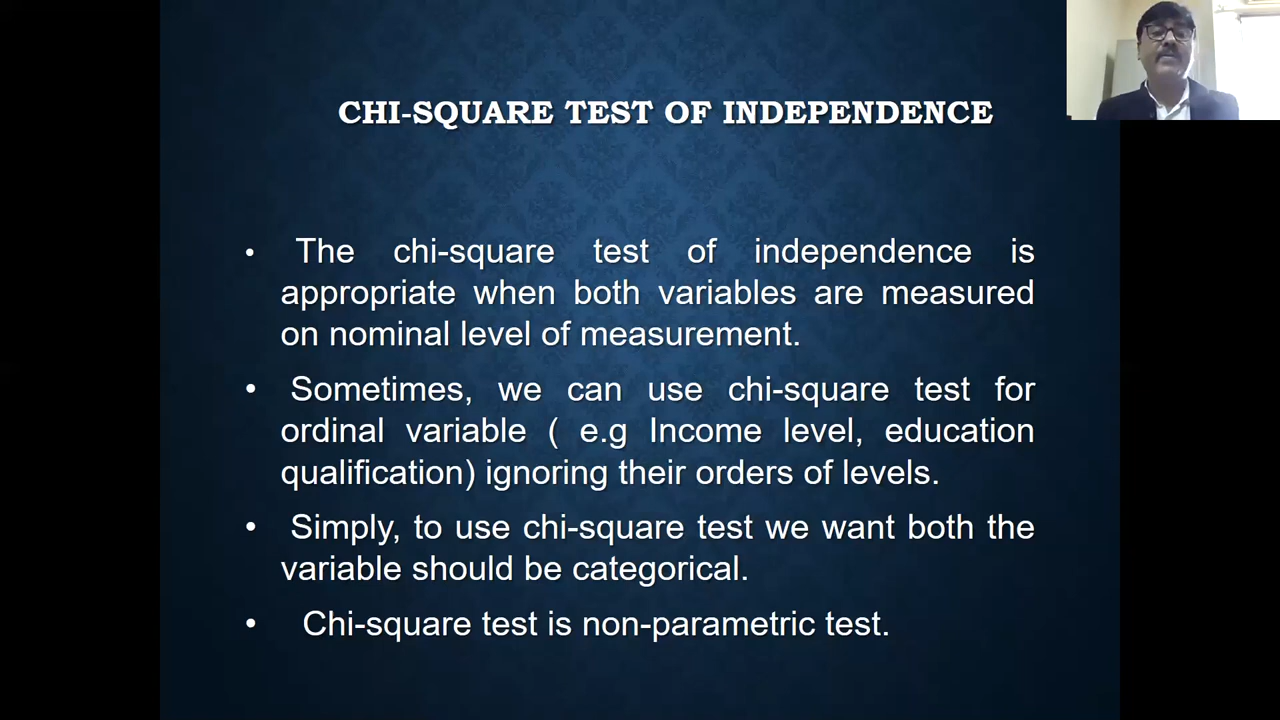 CHI-SQUARE TEST OF INDEPENDENCE
• The chi-square test of independence is
appropriate when both variables are measured
on nominal level of measurement.
• Sometimes, we can use chi-square test for
ordinal variable ( e.g Income level, education
qualification) ignoring their orders of levels.
• Simply, to use chi-square test we want both the
variable should be categorical.
• Chi-square test is non-parametric test.